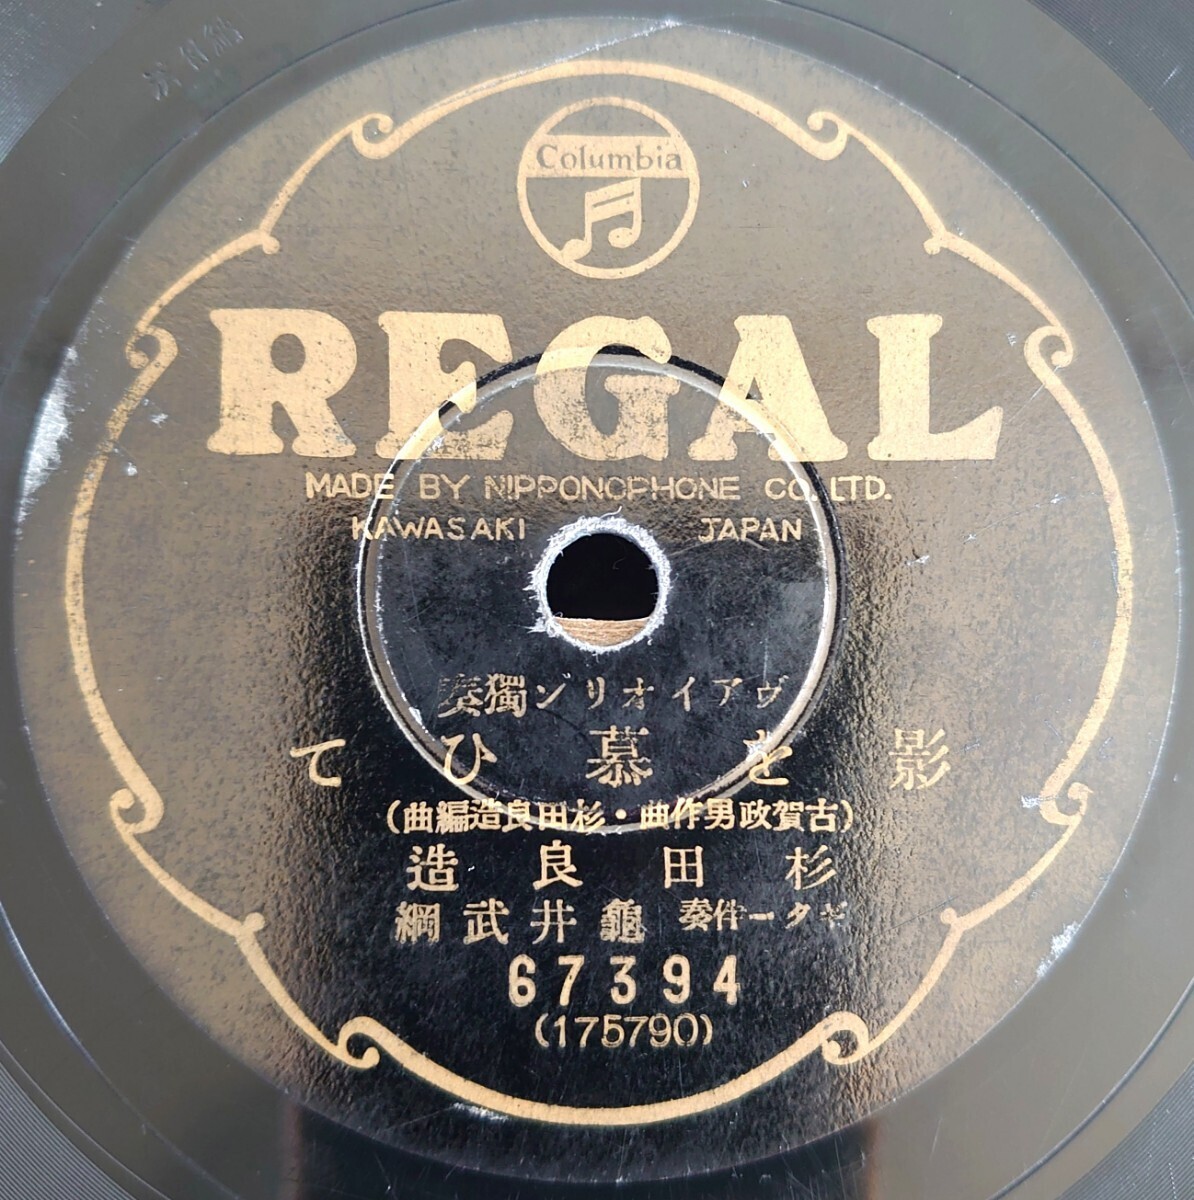 Columbia
REGAL
MADE BY NIPPONOPHONE CO. LTD.
KAWASAKI JAPAN
ヴアイオリン獨奏
影を慕ひて
(古賀政男作曲・杉田良造編曲)
杉田良造
ギター伴奏 龜井武綱
67394
(175790)